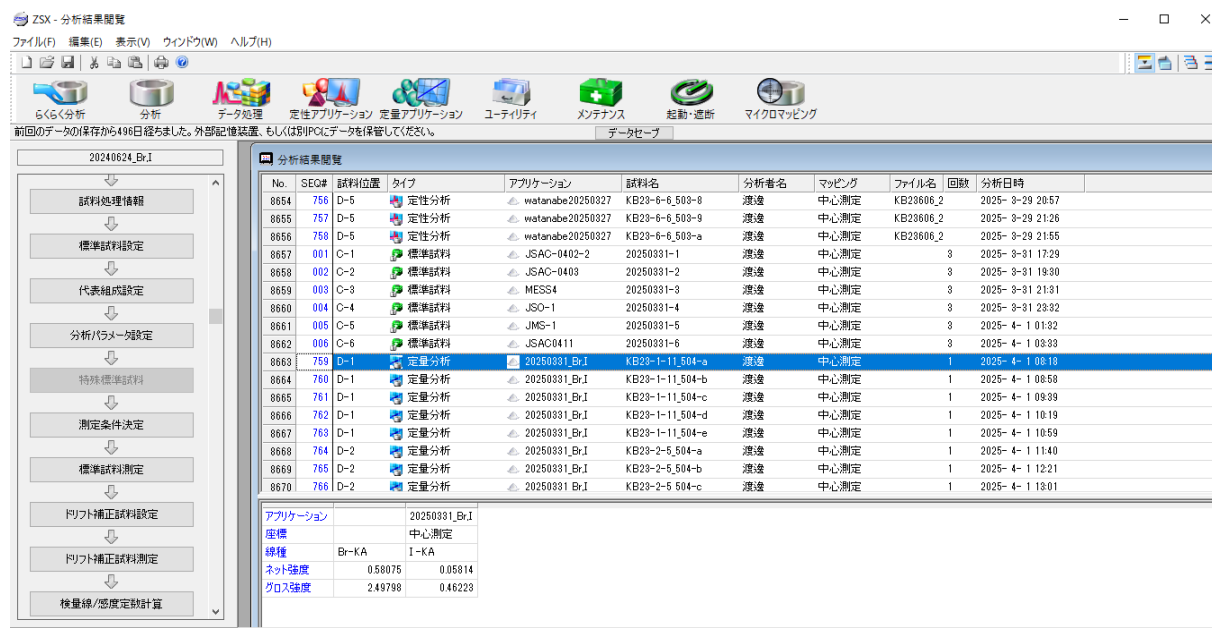 ZSX - 分析結果閲覧
ファイル(F) 編集(E) 表示(V) ウィンドウ(W) ヘルプ(H)
らくらく分析 分析 データ処理 定性アプリケーション 定量アプリケーション ユーティリティ メンテナンス 起動・遮断 マイクロマッピング
前回のデータの保存から496日経ちました。外部記憶装置、もしくは別PCにデータを保管してください。 データセーブ
20240624_Br,I
試料処理情報
標準試料設定
代表組成設定
分析パラメータ設定
特殊標準試料
測定条件決定
標準試料測定
ドリフト補正試料設定
ドリフト補正試料測定
検量線/感度定数計算
分析結果閲覧
No. SEQ# 試料位置 タイプ アプリケーション 試料名 分析者名 マッピング ファイル名 回数 分析日時
8654 756 D-5 定性分析 watanabe20250327 KB23-6-6_503-8 渡邊 中心測定 KB23606_2 2025- 3-29 20:57
8655 757 D-5 定性分析 watanabe20250327 KB23-6-6_503-9 渡邊 中心測定 KB23606_2 2025- 3-29 21:26
8656 758 D-5 定性分析 watanabe20250327 KB23-6-6_503-a 渡邊 中心測定 KB23606_2 2025- 3-29 21:55
8657 001 C-1 標準試料 JSAC-0402-2 20250331-1 渡邊 中心測定 3 2025- 3-31 17:29
8658 002 C-2 標準試料 JSAC-0403 20250331-2 渡邊 中心測定 3 2025- 3-31 19:30
8659 003 C-3 標準試料 MESS4 20250331-3 渡邊 中心測定 3 2025- 3-31 21:31
8660 004 C-4 標準試料 JSO-1 20250331-4 渡邊 中心測定 3 2025- 3-31 23:32
8661 005 C-5 標準試料 JMS-1 20250331-5 渡邊 中心測定 3 2025- 4- 1 01:32
8662 006 C-6 標準試料 JSAC0411 20250331-6 渡邊 中心測定 3 2025- 4- 1 03:33
8663 759 D-1 定量分析 20250331_Br,I KB23-1-11_504-a 渡邊 中心測定 1 2025- 4- 1 08:18
8664 760 D-1 定量分析 20250331_Br,I KB23-1-11_504-b 渡邊 中心測定 1 2025- 4- 1 08:58
8665 761 D-1 定量分析 20250331_Br,I KB23-1-11_504-c 渡邊 中心測定 1 2025- 4- 1 09:39
8666 762 D-1 定量分析 20250331_Br,I KB23-1-11_504-d 渡邊 中心測定 1 2025- 4- 1 10:19
8667 763 D-1 定量分析 20250331_Br,I KB23-1-11_504-e 渡邊 中心測定 1 2025- 4- 1 10:59
8668 764 D-2 定量分析 20250331_Br,I KB23-2-5_504-a 渡邊 中心測定 1 2025- 4- 1 11:40
8669 765 D-2 定量分析 20250331_Br,I KB23-2-5_504-b 渡邊 中心測定 1 2025- 4- 1 12:21
8670 766 D-2 定量分析 20250331_Br,I KB23-2-5_504-c 渡邊 中心測定 1 2025- 4- 1 13:01
アプリケーション 20250331_Br,I
座標 中心測定
線種 Br-KA I-KA
ネット強度 0.58075 0.05814
グロス強度 2.49798 0.46223